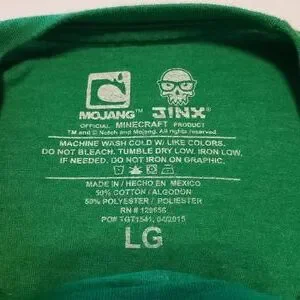 MOJANG™ JINX®
OFFICIAL MINECRAFT PRODUCT
TM and © Notch and Mojang. All rights reserved.
MACHINE WASH COLD W/ LIKE COLORS.
DO NOT BLEACH. TUMBLE DRY LOW. IRON LOW,
IF NEEDED. DO NOT IRON ON GRAPHIC.
MADE IN / HECHO EN MEXICO
50% COTTON / ALGODON
50% POLYESTER / POLIESTER
RN #
PO#
LG